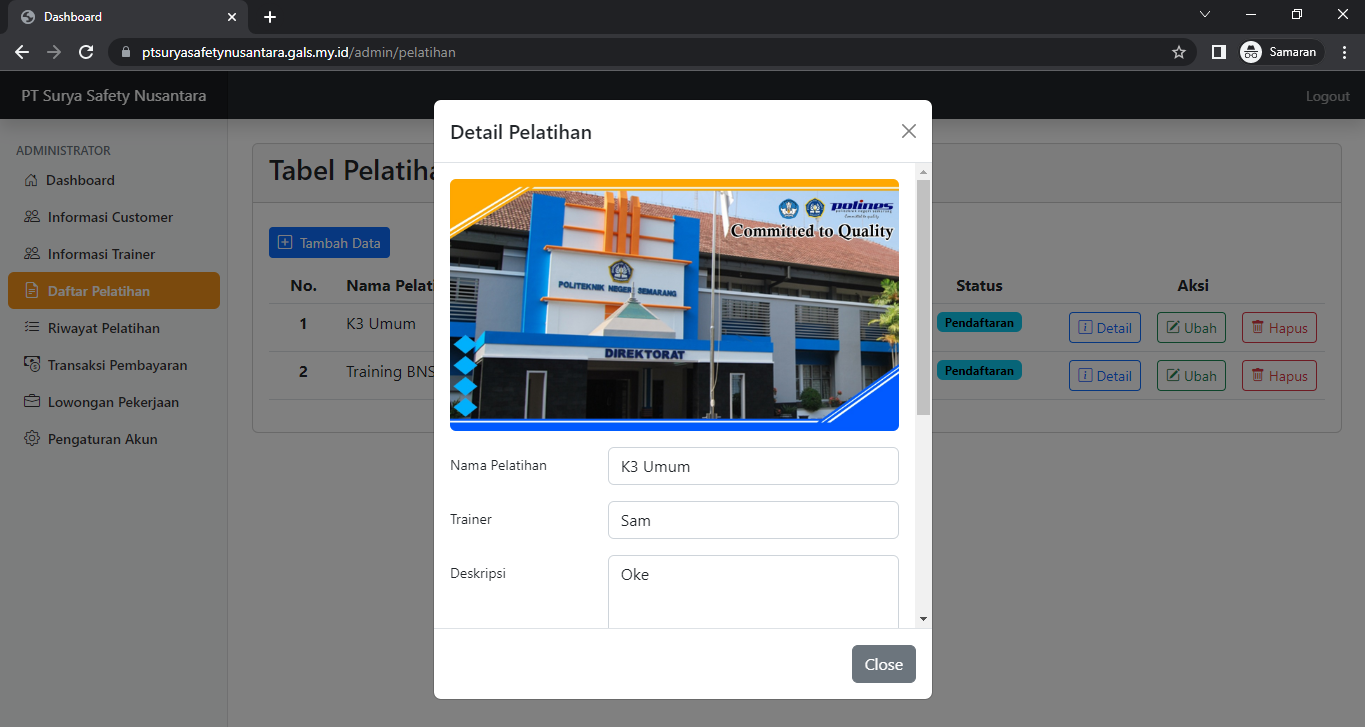 Dashboard
ptsuryasafetynusantara.gals.my.id/admin/pelatihan
Samaran
PT Surya Safety Nusantara
Logout
ADMINISTRATOR
Dashboard
Informasi Customer
Informasi Trainer
Daftar Pelatihan
Riwayat Pelatihan
Transaksi Pembayaran
Lowongan Pekerjaan
Pengaturan Akun
Tabel Pelatiha
Tambah Data
No. Nama Pelat Status Aksi
1 K3 Umum Pendaftaran Detail Ubah Hapus
2 Training BNS Pendaftaran Detail Ubah Hapus
Detail Pelatihan
polines
Committed to Quality
POLITEKNIK NEGERI SEMARANG
DIREKTORAT
Nama Pelatihan K3 Umum
Trainer Sam
Deskripsi Oke
Close